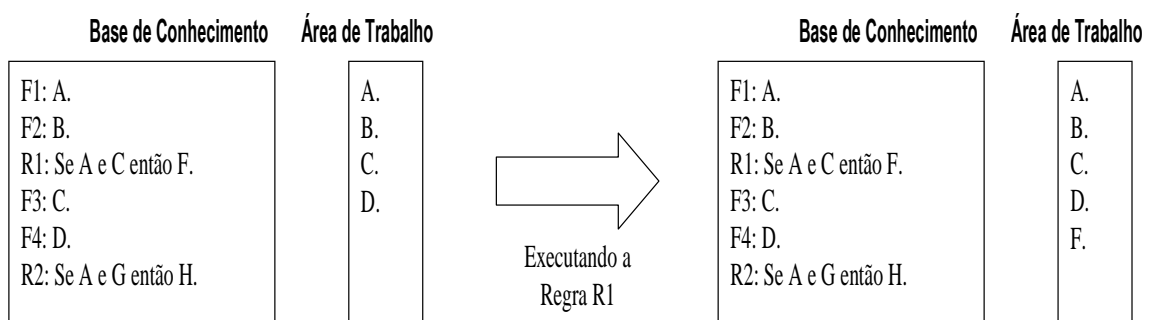 Base de Conhecimento Área de Trabalho
F1: A.
F2: B.
R1: Se A e C então F.
F3: C.
F4: D.
R2: Se A e G então H.
A.
B.
C.
D.
Executando a
Regra R1
Base de Conhecimento Área de Trabalho
F1: A.
F2: B.
R1: Se A e C então F.
F3: C.
F4: D.
R2: Se A e G então H.
A.
B.
C.
D.
F.